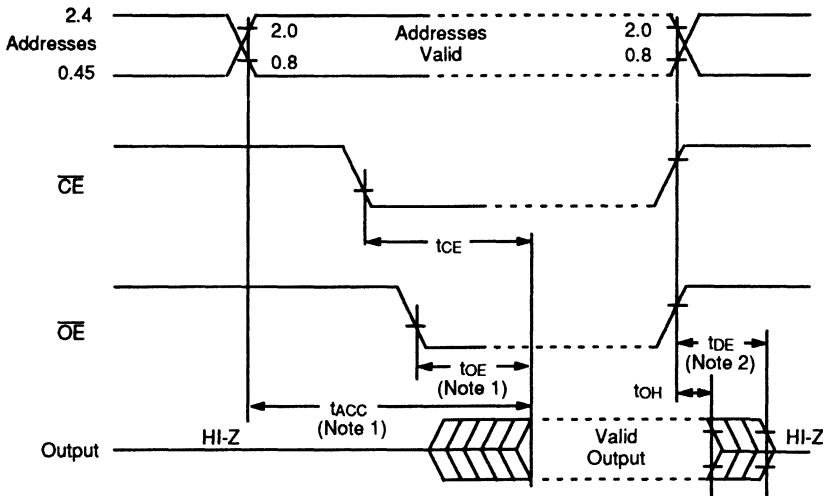 2.4
Addresses
0.45
2.0
0.8
Addresses
Valid
2.0
0.8
CE
tCE
OE
tOE
(Note 1)
tDE
(Note 2)
tOH
tACC
(Note 1)
Output
HI-Z
Valid
Output
HI-Z